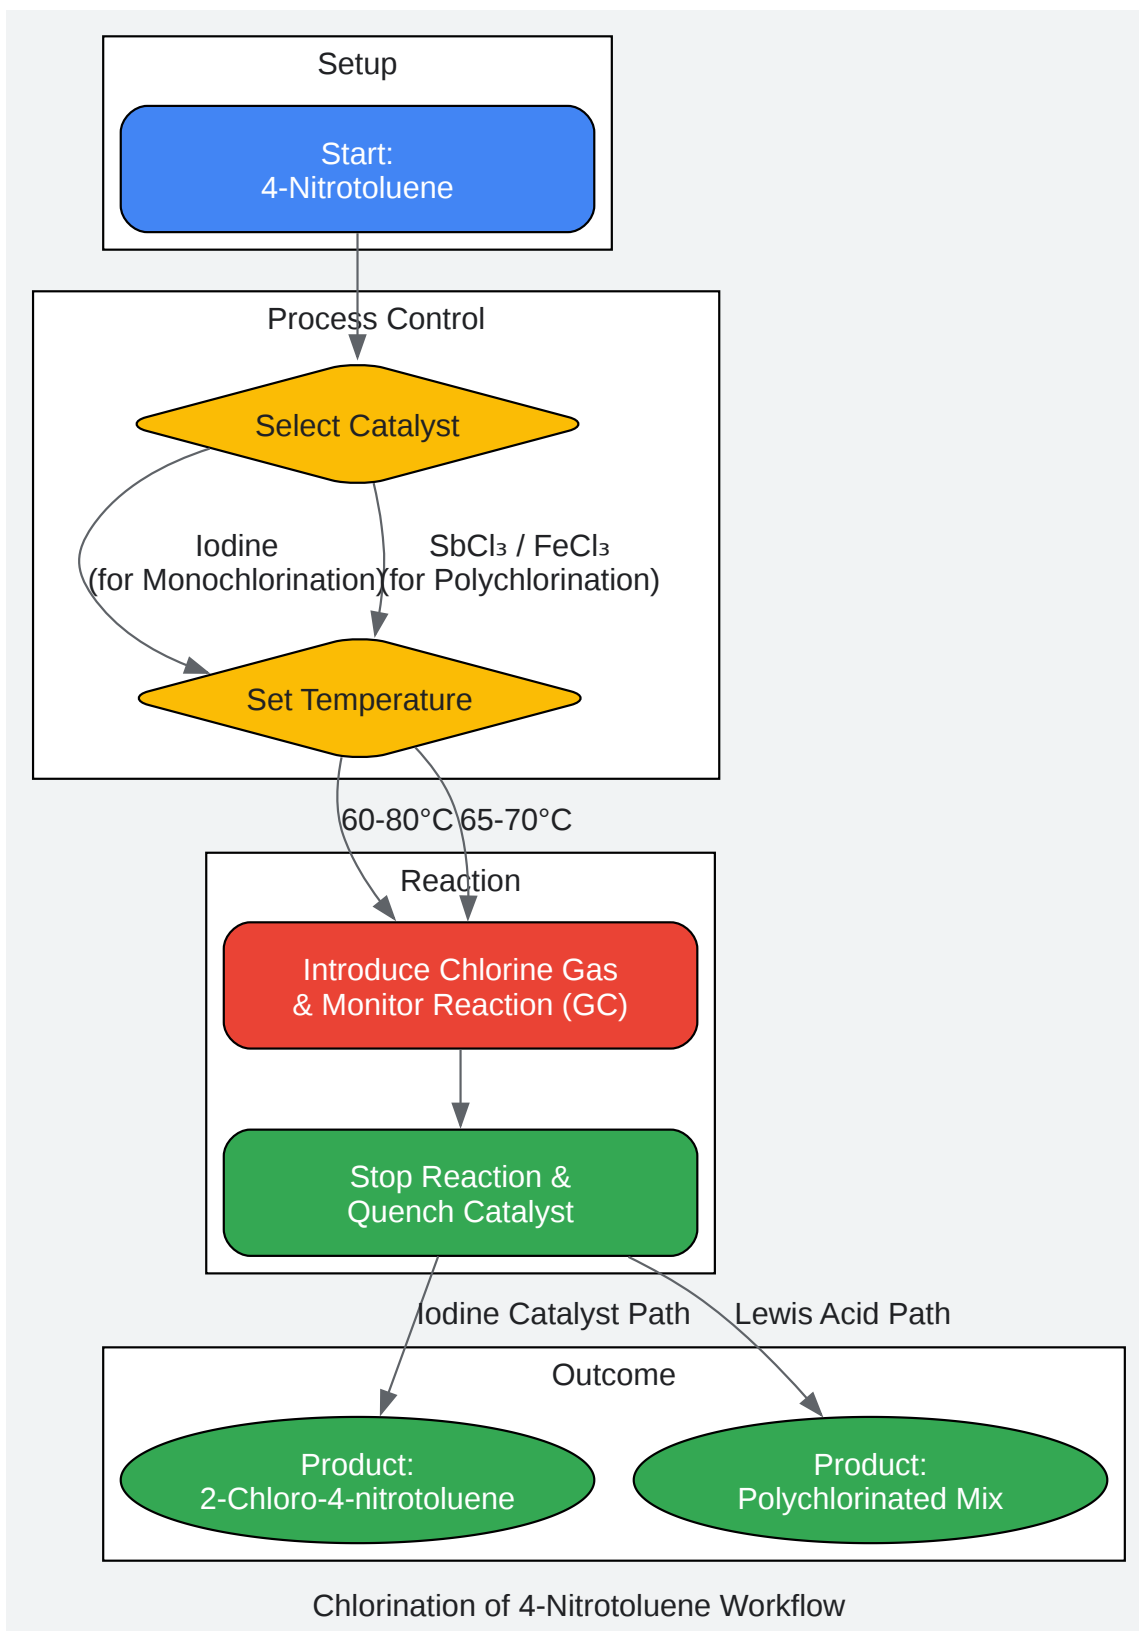 Setup
Start:
4-Nitrotoluene
Process Control
Select Catalyst
Iodine
(for Monochlorination)
SbCl₃ / FeCl₃
(for Polychlorination)
Set Temperature
60-80°C
65-70°C
Reaction
Introduce Chlorine Gas
& Monitor Reaction (GC)
Stop Reaction &
Quench Catalyst
Iodine Catalyst Path
Lewis Acid Path
Outcome
Product:
2-Chloro-4-nitrotoluene
Product:
Polychlorinated Mix
Chlorination of 4-Nitrotoluene Workflow